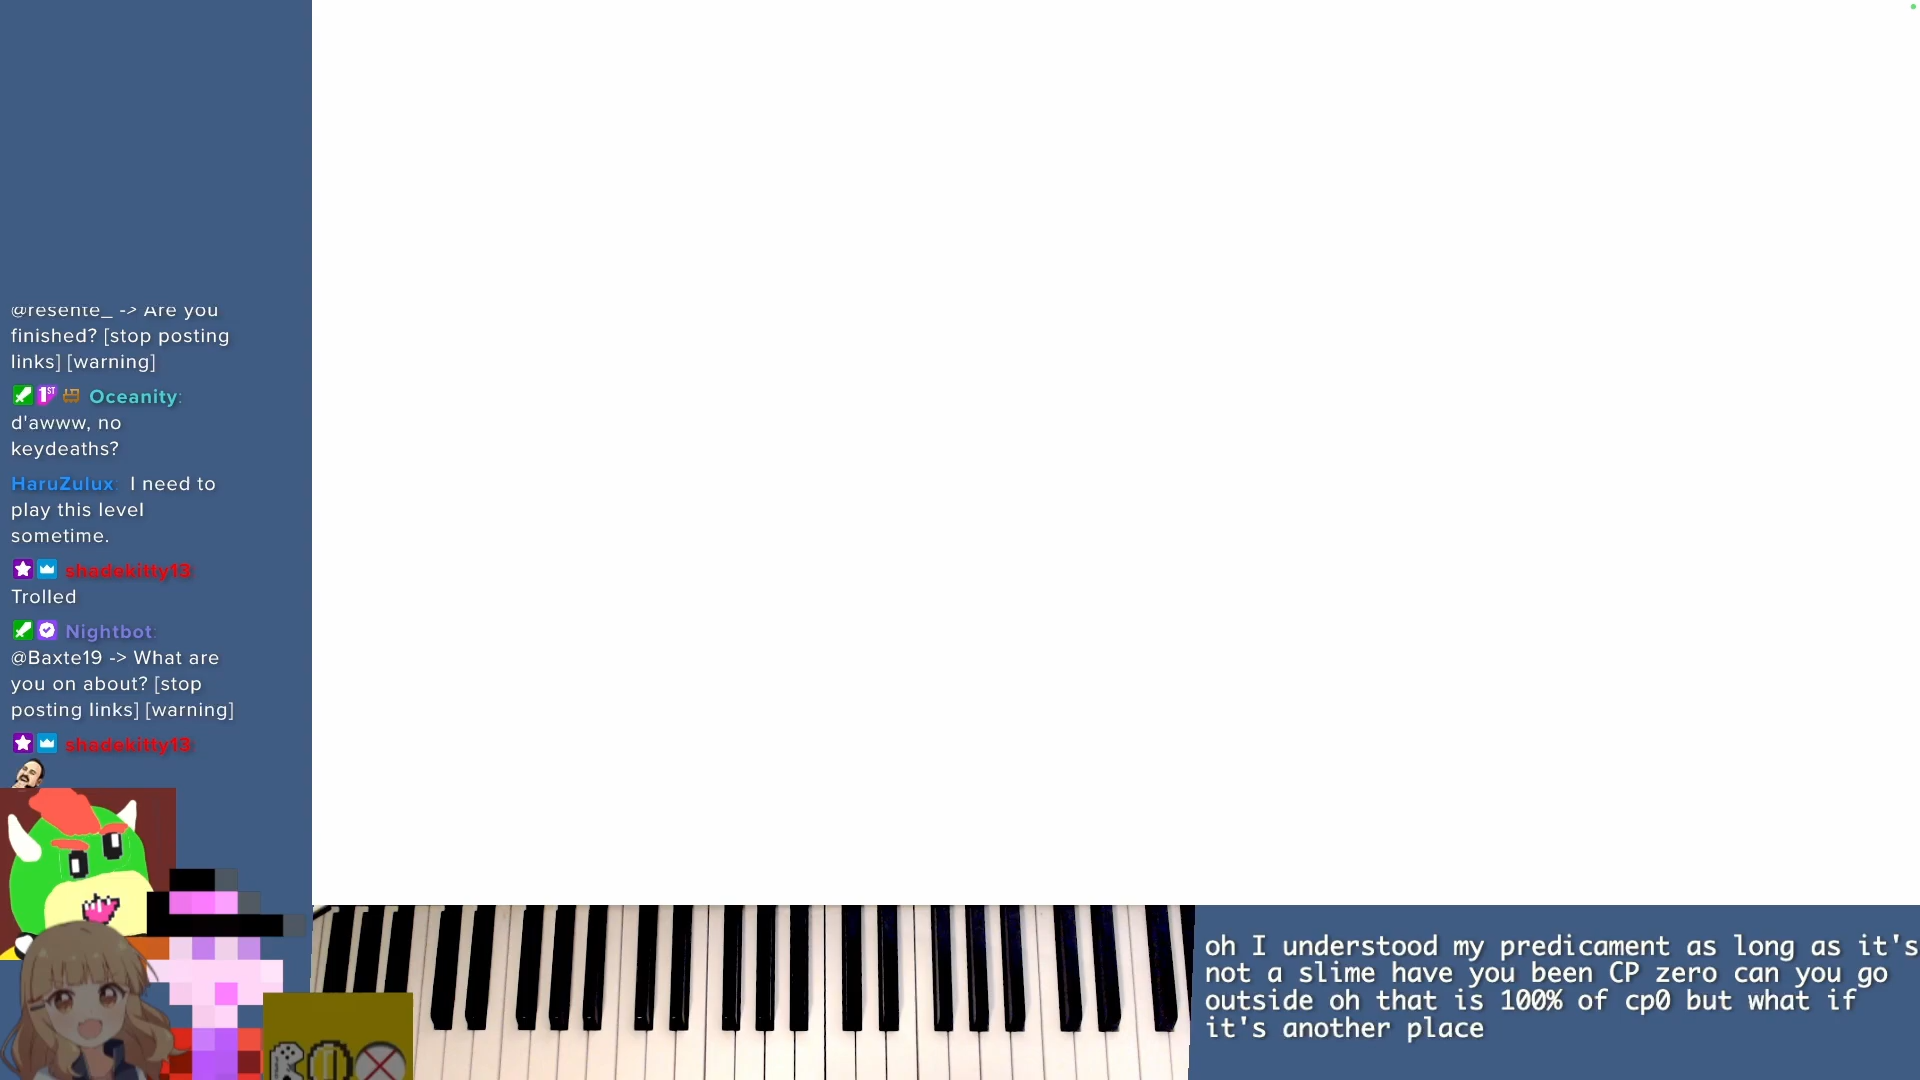 @resente_ -> Are you
finished? [stop posting
links] [warning]
1ST Oceanity:
d'awww, no
keydeaths?
HaruZulux: I need to
play this level
sometime.
shadekitty13:
Trolled
Nightbot:
@Baxte19 -> What are
you on about? [stop
posting links] [warning]
shadekitty13:
oh I understood my predicament as long as it's
not a slime have you been CP zero can you go
outside oh that is 100% of cp0 but what if
it's another place